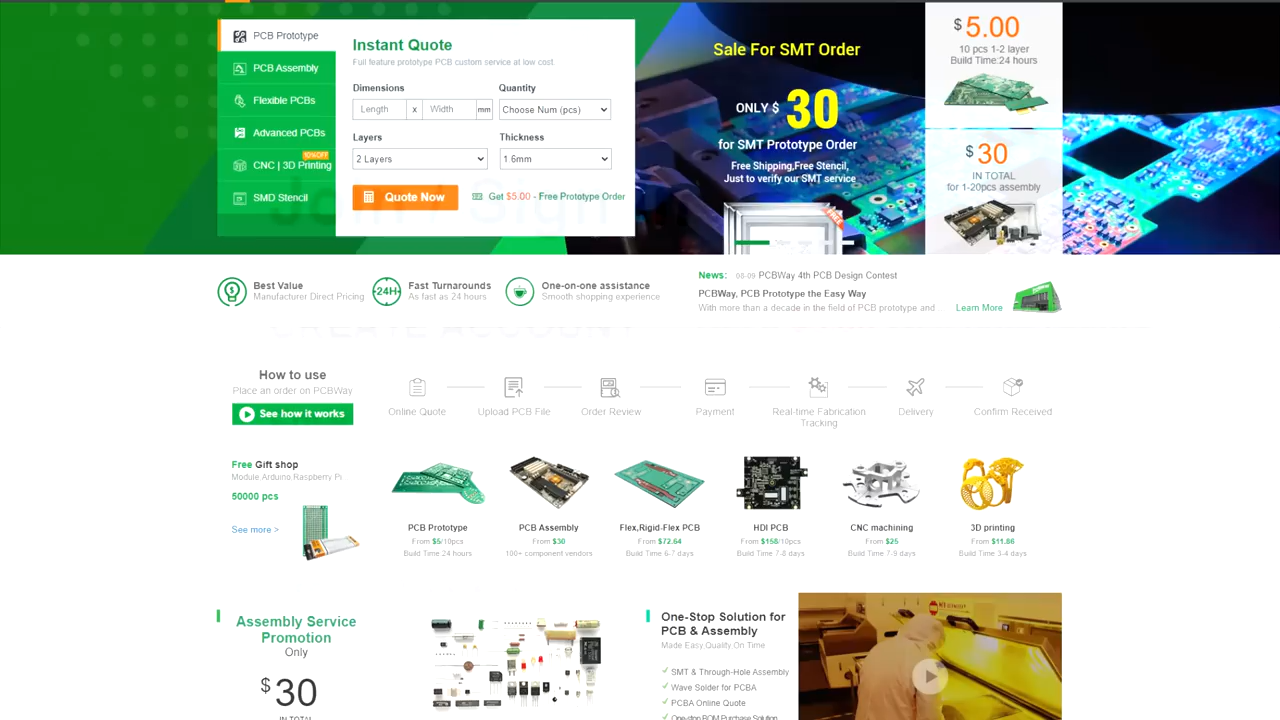 PCB Prototype
PCB Assembly
Flexible PCBs
Advanced PCBs
10%OFF
CNC | 3D Printing
SMD Stencil
Instant Quote
Full feature prototype PCB custom service at low cost.
Dimensions
Quantity
Length x Width mm
Choose Num (pcs)
Layers
Thickness
2 Layers
1.6mm
Quote Now
Get $5.00 - Free Prototype Order
Sale For SMT Order
ONLY $ 30
for SMT Prototype Order
Free Shipping,Free Stencil,
Just to verify our SMT service
FREE
$ 5.00
10 pcs 1-2 layer
Build Time:24 hours
$ 30
IN TOTAL
for 1-20pcs assembly
Best Value
Manufacturer Direct Pricing
24H
Fast Turnarounds
As fast as 24 hours
One-on-one assistance
Smooth shopping experience
News: 08-09 PCBWay 4th PCB Design Contest
PCBWay, PCB Prototype the Easy Way
With more than a decade in the field of PCB prototype and ... Learn More
CREATE ACCOUNT
How to use
Place an order on PCBWay
See how it works
Online Quote
Upload PCB File
Order Review
Payment
Real-time Fabrication
Tracking
Delivery
Confirm Received
Free Gift shop
Module Arduino Raspberry Pi
50000 pcs
See more >
PCB Prototype
From $5/10pcs
Build Time 24 hours
PCB Assembly
From $30
100+ component vendors
Flex,Rigid-Flex PCB
From $72.64
Build Time 6-7 days
HDI PCB
From $158/10pcs
Build Time 7-8 days
CNC machining
From $25
Build Time 7-9 days
3D printing
From $11.86
Build Time 3-4 days
Assembly Service
Promotion
Only
$ 30
IN TOTAL
One-Stop Solution for
PCB & Assembly
Made Easy.Quality.On Time
SMT & Through-Hole Assembly
Wave Solder for PCBA
PCBA Online Quote
One-stop BOM Purchase Solution